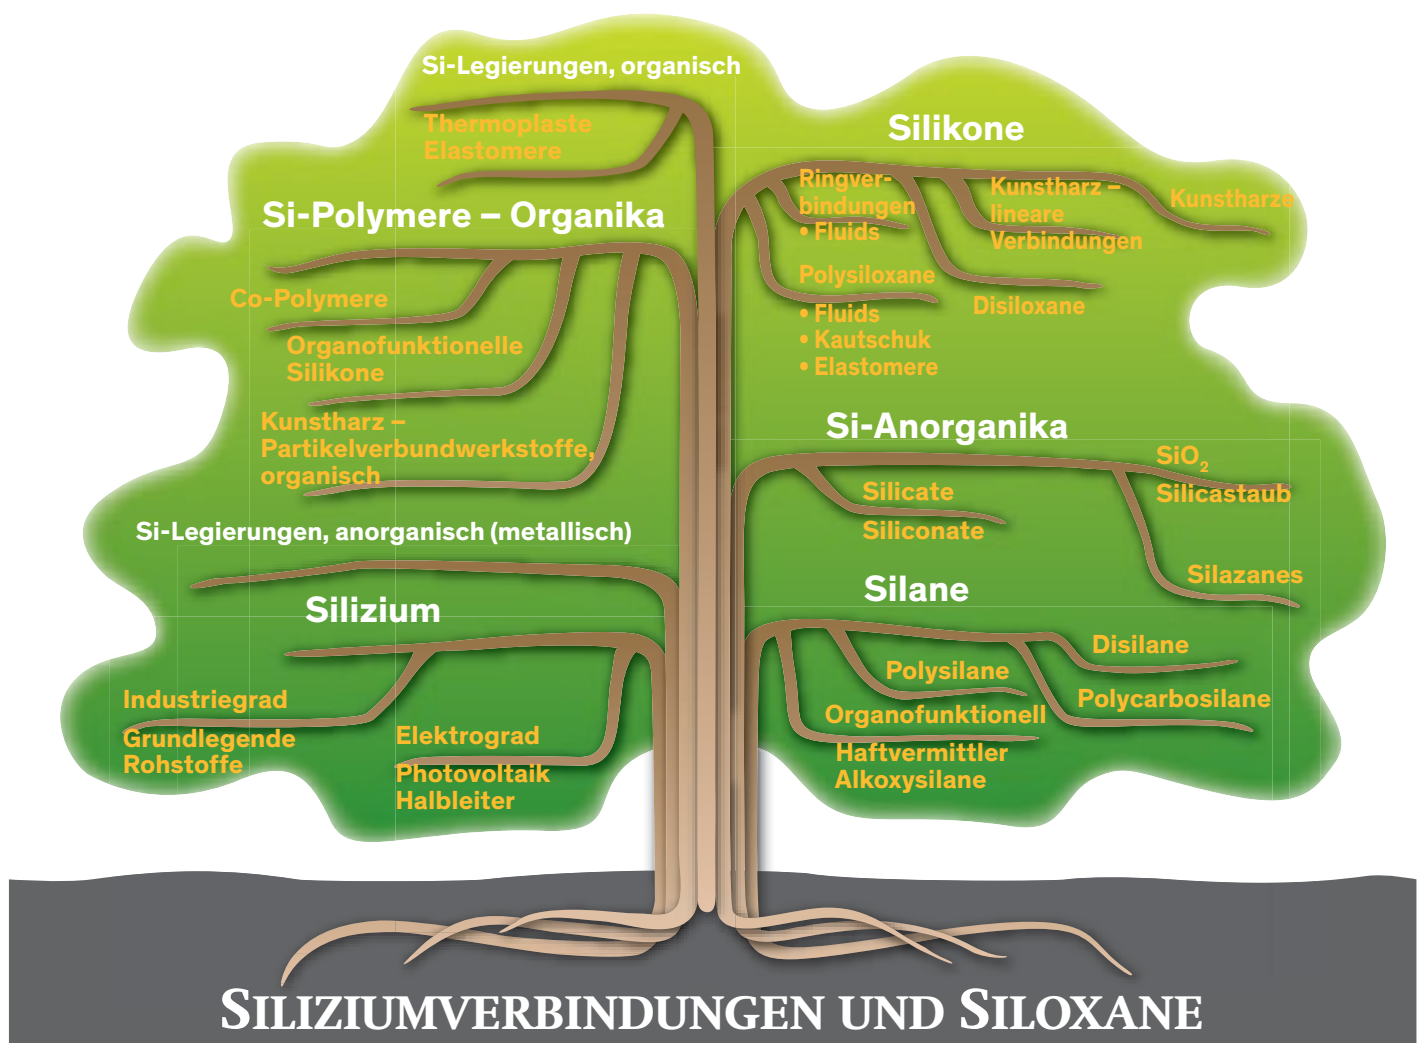 Si-Legierungen, organisch
Thermoplaste
Elastomere
Si-Polymere – Organika
Co-Polymere
Organofunktionelle
Silikone
Kunstharz –
Partikelverbundwerkstoffe,
organisch
Si-Legierungen, anorganisch (metallisch)
Silizium
Industriegrad
Grundlegende
Rohstoffe
Elektrograd
Photovoltaik
Halbleiter
Silikone
Ringver-
bindungen
• Fluids
Polysiloxane
• Fluids
• Kautschuk
• Elastomere
Kunstharz –
lineare
Verbindungen
Kunstharze
Disiloxane
Si-Anorganika
Silicate
Siliconate
SiO₂
Silicastaub
Silazanes
Silane
Disilane
Polysilane
Polycarbosilane
Organofunktionell
Haftvermittler
Alkoxysilane
SILIZIUMVERBINDUNGEN UND SILOXANE